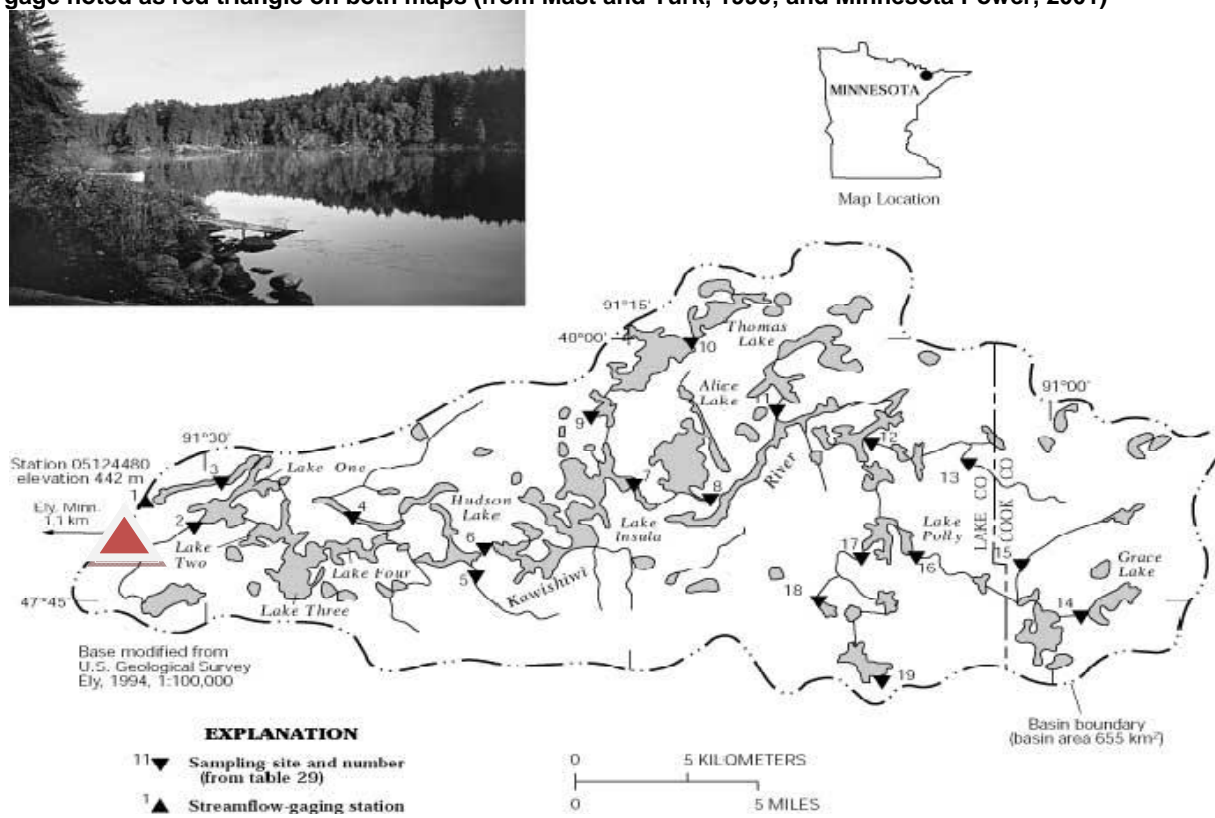 gage noted as red triangle on both maps (from Mast and Turk, 1999, and Minnesota Power, 2001)
MINNESOTA
Map Location
91°15'
40°00'
Thomas
Lake
10
Alice
Lake
11
91°00'
91°30'
Station 05124480
elevation 442 m
3
Lake One
9
12
1
13
LAKE CO
COOK CO
Ely, Minn.
1.1 km
2
4
Hudson
Lake
7
8
River
Lake
Two
6
Lake
Insula
Lake
Polly
17
16
15
Grace
Lake
Lake Four
5
Kawishiwi
47°45'
Lake Three
18
14
19
Base modified from
U.S. Geological Survey
Ely, 1994, 1:100,000
Basin boundary
(basin area 655 km²)
EXPLANATION
11 Sampling site and number
(from table 29)
1 Streamflow-gaging station
0 5 KILOMETERS
0 5 MILES